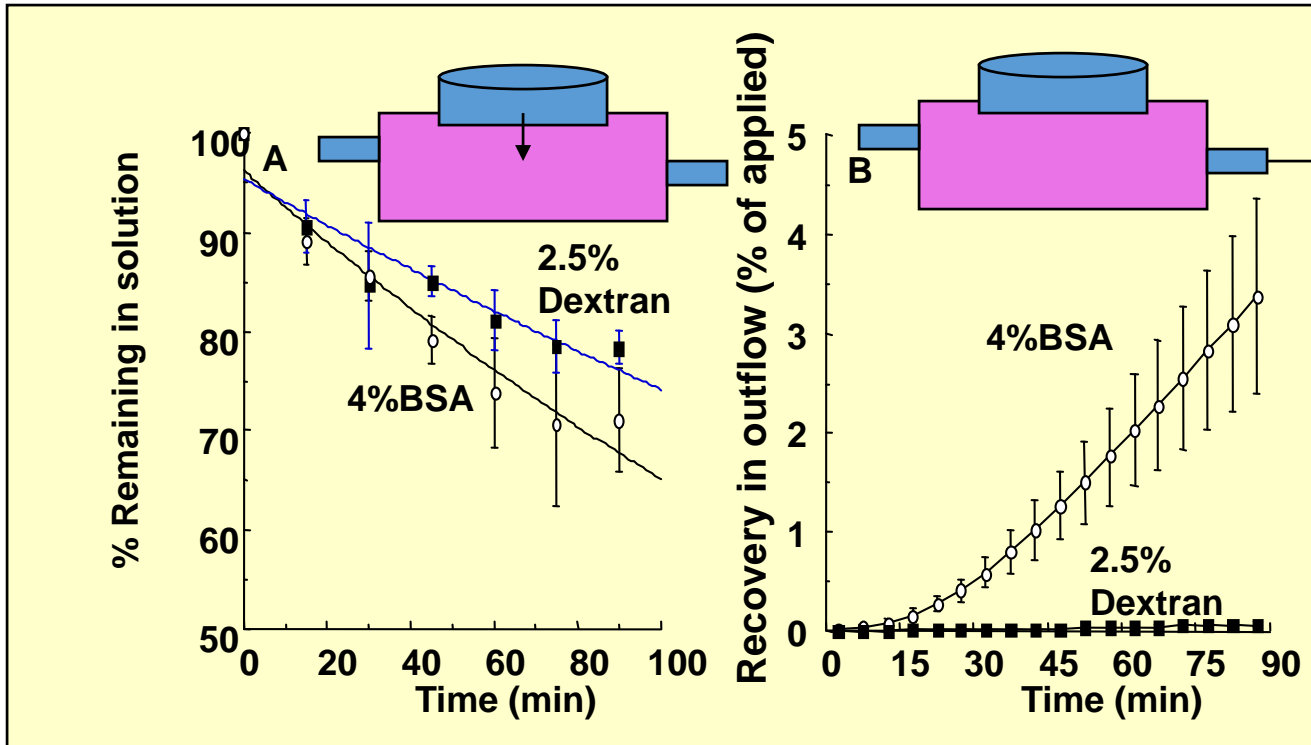 A
% Remaining in solution
100
90
80
70
60
50
0 20 40 60 80 100
Time (min)
2.5%
Dextran
4%BSA
B
Recovery in outflow (% of applied)
5
4
3
2
1
0
0 15 30 45 60 75 90
Time (min)
4%BSA
2.5%
Dextran